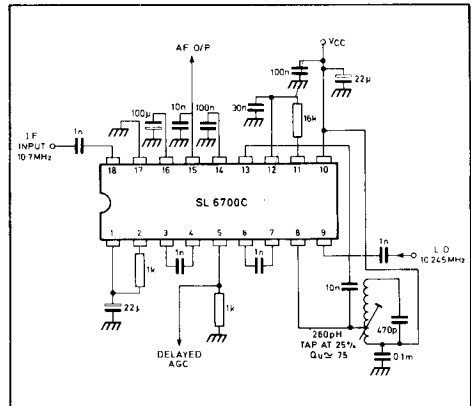 AF O/P
VCC
100n
22µ
100µ
10n
100n
30n
16k
1n
I F
INPUT
10·7MHz
18 17 16 15 14 13 12 11 10
SL 6700C
1 2 3 4 5 6 7 8 9
1n
1n
1n
L O
10·245MHz
1k
10n
22µ
1k
DELAYED
AGC
260pH
TAP AT 25%
Qu≃ 75
470p
0·1m